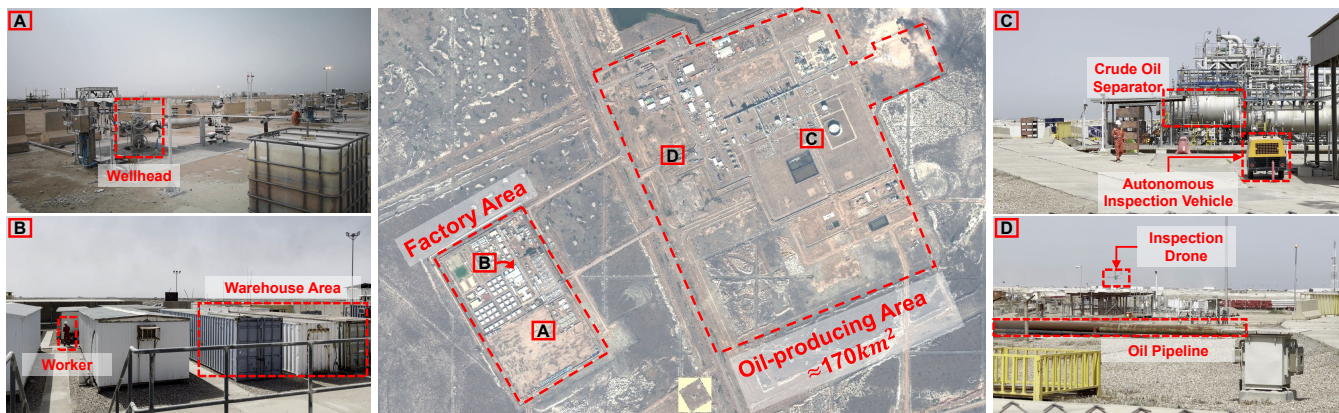 A
Wellhead
B
Warehouse Area
Worker
Factory Area
B
A
D
C
Oil-producing Area
≈170km²
C
Crude Oil
Separator
Autonomous
Inspection Vehicle
D
Inspection
Drone
Oil Pipeline